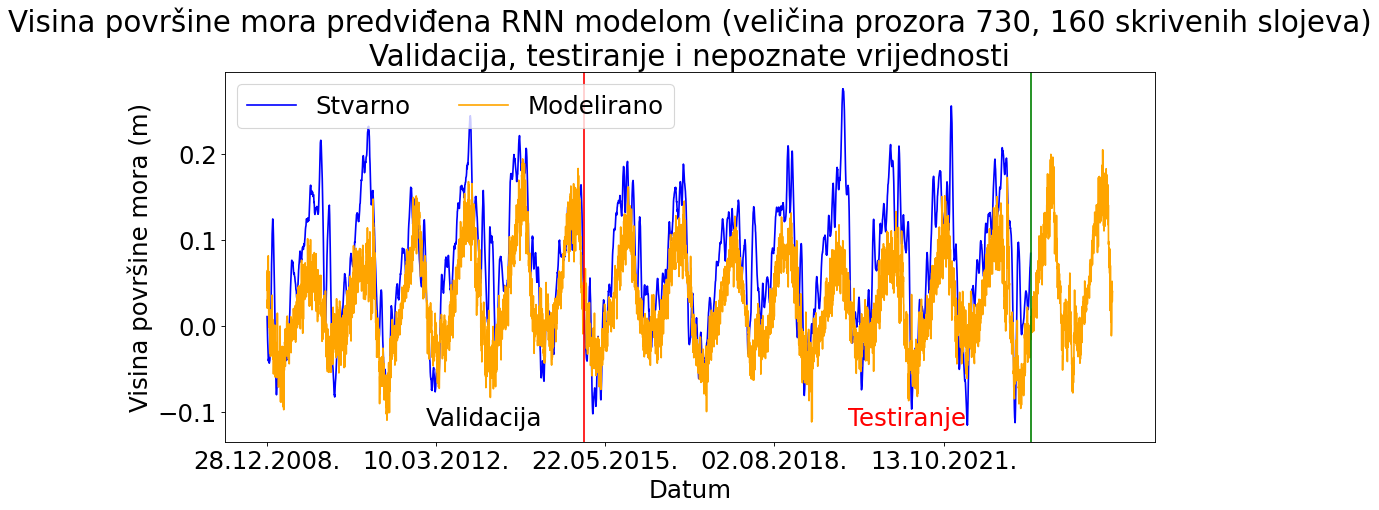 Visina površine mora predviđena RNN modelom (veličina prozora 730, 160 skrivenih slojeva)
Validacija, testiranje i nepoznate vrijednosti
Stvarno
Modelirano
Visina površine mora (m)
0.2
0.1
0.0
−0.1
Validacija
Testiranje
28.12.2008.
10.03.2012.
22.05.2015.
02.08.2018.
13.10.2021.
Datum